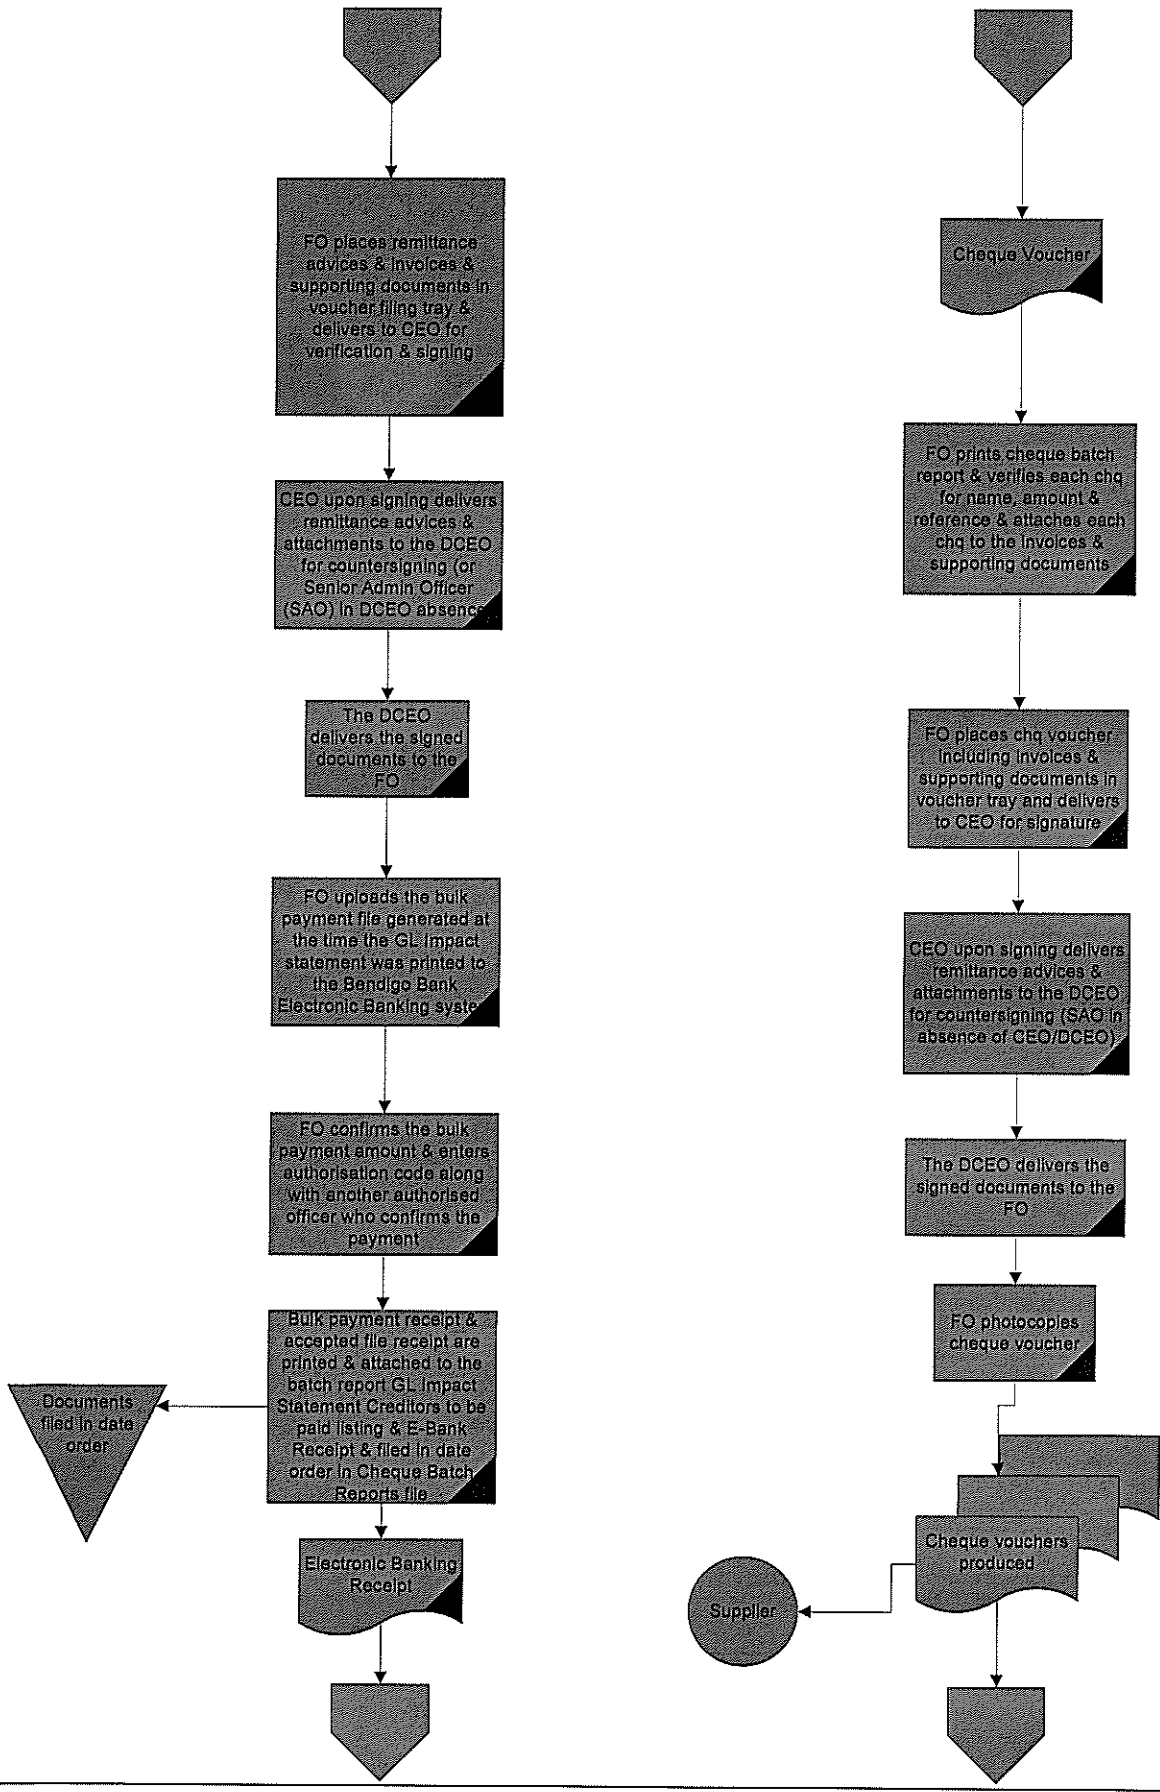 FO places remittance
advices & invoices &
supporting documents in
voucher filing tray &
delivers to CEO for
verification & signing
CEO upon signing delivers
remittance advices &
attachments to the DCEO
for countersigning (or
Senior Admin Officer
(SAO) in DCEO absence
The DCEO
delivers the signed
documents to the
FO
FO uploads the bulk
payment file generated at
the time the GL Impact
statement was printed to
the Bendigo Bank
Electronic Banking
FO confirms the bulk
payment amount & enters
authorisation code along
with another authorised
officer who confirms the
payment
Bulk payment receipt &
accepted file receipt are
printed & attached to the
batch report GL Impact
Statement Creditors to be
paid listing & E-Bank
Receipt & filed in date
order in Cheque Batch
Reports file
Documents
filed in date
order
Electronic Banking
Receipt
Cheque Voucher
FO prints cheque batch
report & verifies each chq
for name, amount &
reference & attaches each
chq to the invoices &
supporting documents
FO places chq voucher
including invoices &
supporting documents in
voucher tray and delivers
to CEO for signature
CEO upon signing delivers
remittance advices &
attachments to the DCEO
for countersigning (SAO in
absence of CEO/DCEO)
The DCEO delivers the
signed documents to the
FO
FO photocopies
cheque voucher
Cheque vouchers
produced
Supplier